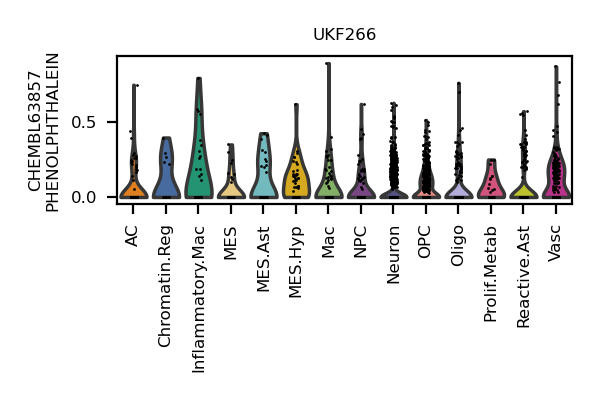 UKF266
CHEMBL63857
PHENOLPHTHALEIN
0.5
0.0
AC
Chromatin.Reg
Inflammatory.Mac
MES
MES.Ast
MES.Hyp
Mac
NPC
Neuron
OPC
Oligo
Prolif.Metab
Reactive.Ast
Vasc